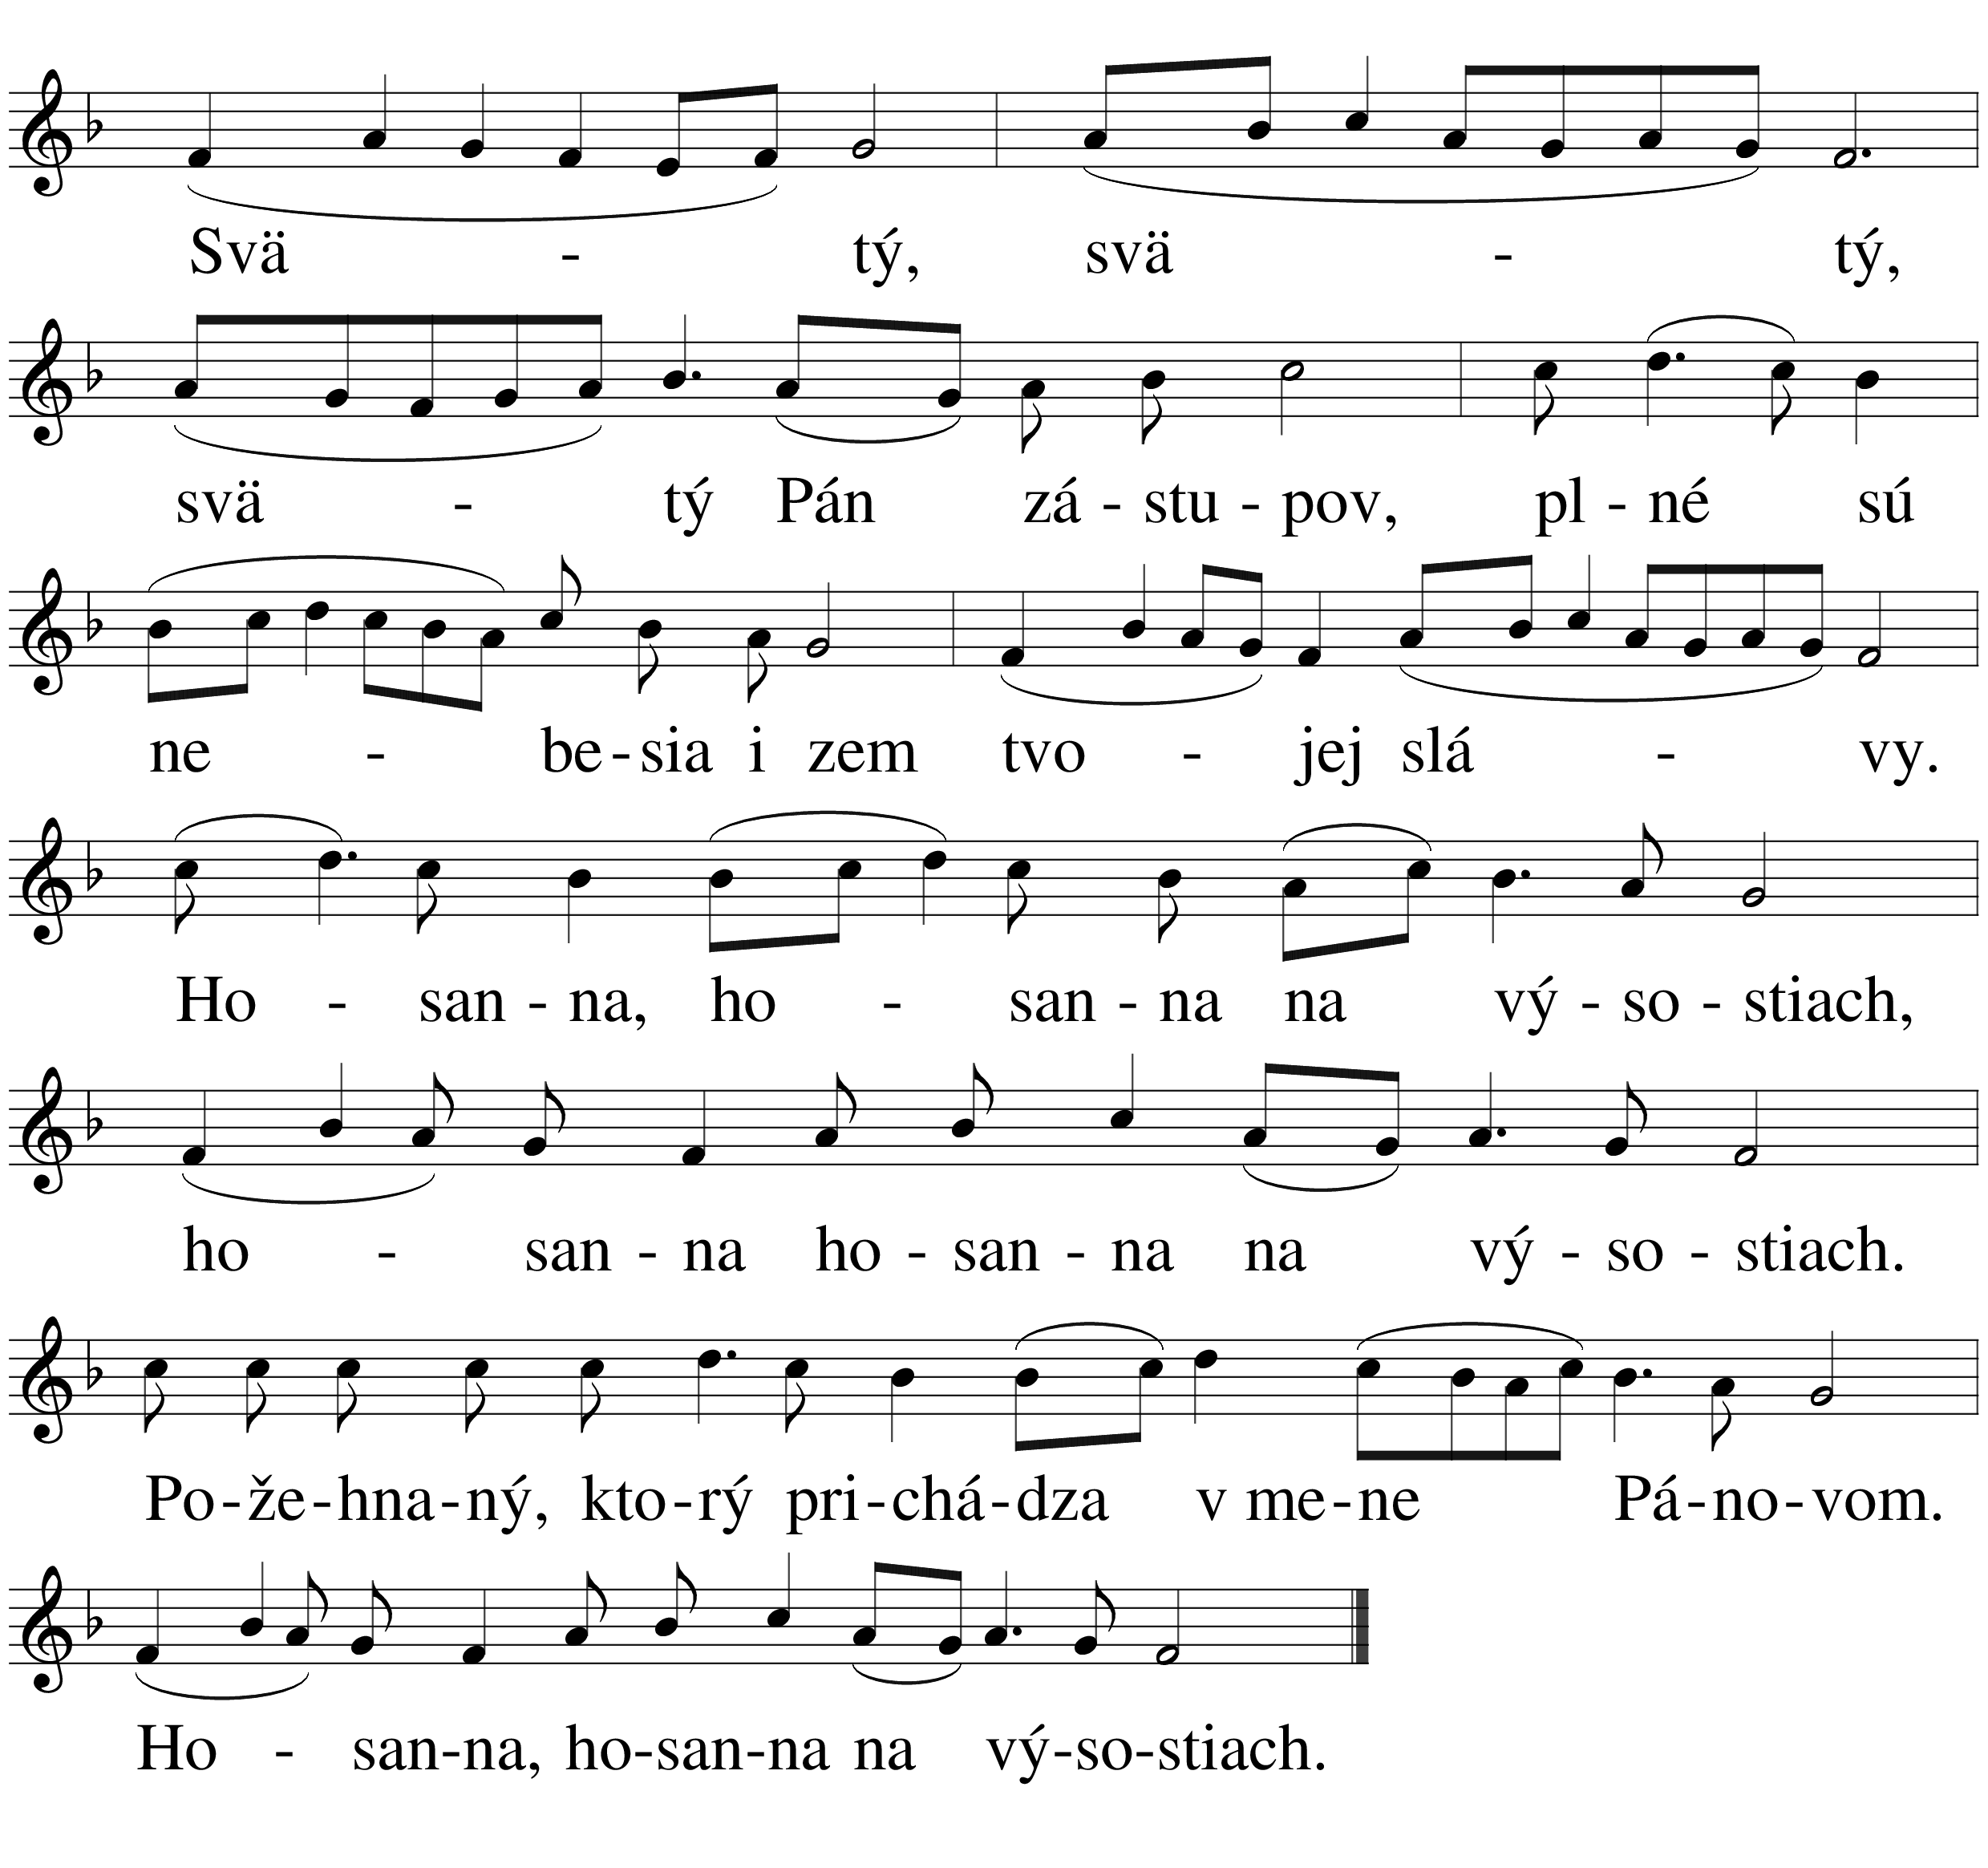 Svä - tý, svä - tý,
svä - tý Pán zá - stu - pov, pl - né sú
ne - be - sia i zem tvo - jej slá - vy.
Ho - san - na, ho - san - na na vý - so - stiach,
ho - san - na ho - san - na na vý - so - stiach.
Po - že - hna - ný, kto - rý pri - chá - dza v me - ne Pá - no - vom.
Ho - san - na, ho - san - na na vý - so - stiach.